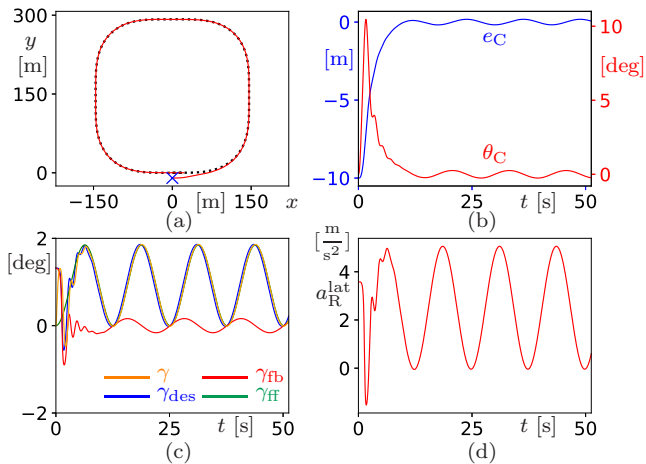 y
[m]
300
150
0
−150
0
[m]
150
x
(a)
0
[m]
−5
−10
e_C
θ_C
10
[deg]
5
0
0
25
t [s]
50
(b)
2
[deg]
0
−2
γ
γ_des
γ_fb
γ_ff
0
25
t [s]
50
(c)
[m/s²]
4
a_R^lat
2
0
0
25
t [s]
50
(d)